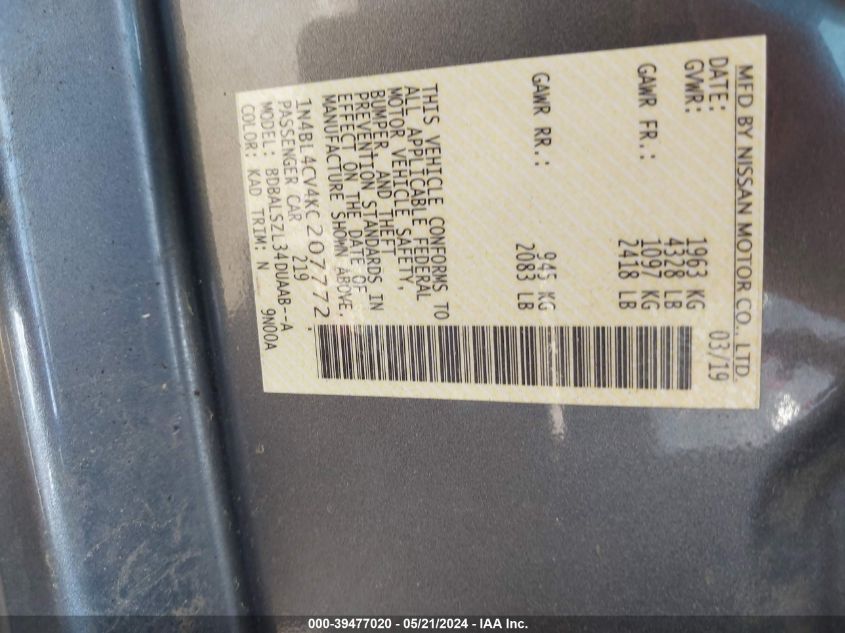 MFD BY NISSAN MOTOR CO., LTD.
DATE: 03/19
GVWR: 1963 KG
4328 LB
GAWR FR.: 1097 KG
2418 LB
GAWR RR.: 945 KG
2083 LB
THIS VEHICLE CONFORMS TO
ALL APPLICABLE FEDERAL
MOTOR VEHICLE SAFETY,
BUMPER, AND THEFT
PREVENTION STANDARDS IN
EFFECT ON THE DATE OF
MANUFACTURE SHOWN ABOVE.
1N4BL4CV4KC207772
PASSENGER CAR 219
MODEL: BDBALSZL34DUAAB--A
COLOR: KAD TRIM: N 9N00A
000-39477020 - 05/21/2024 - IAA Inc.